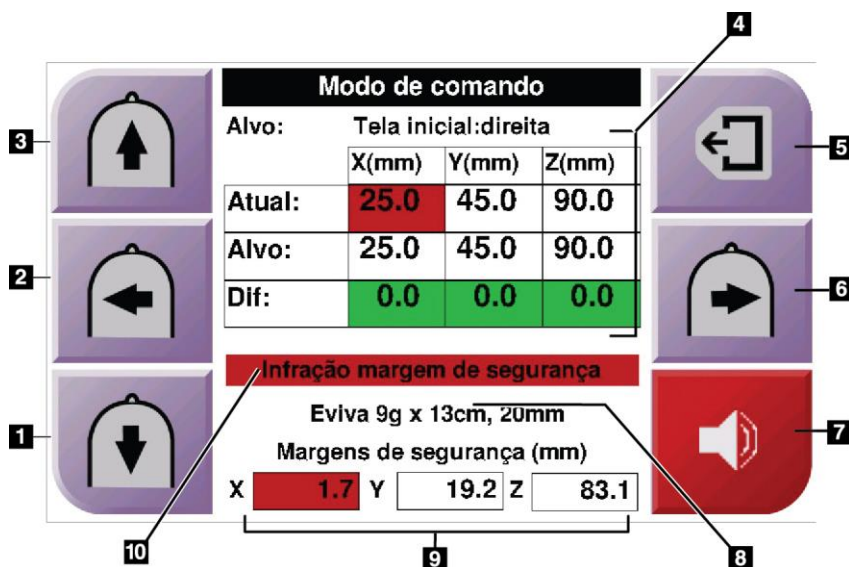 4
Modo de comando
Alvo: Tela inicial:direita
3
5
X(mm) Y(mm) Z(mm)
Atual: 25.0 45.0 90.0
Alvo: 25.0 45.0 90.0
2
6
Dif: 0.0 0.0 0.0
Infração margem de segurança
Eviva 9g x 13cm, 20mm
1
7
Margens de segurança (mm)
X 1.7 Y 19.2 Z 83.1
10
9
8